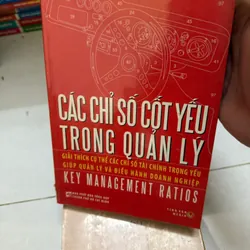 CÁC CHỈ SỐ CỐT YẾU
TRONG QUẢN LÝ
GIẢI THÍCH CỤ THỂ CÁC CHỈ SỐ TÀI CHÍNH TRỌNG YẾU
GIÚP QUẢN LÝ VÀ ĐIỀU HÀNH DOANH NGHIỆP
KEY MANAGEMENT RATIOS